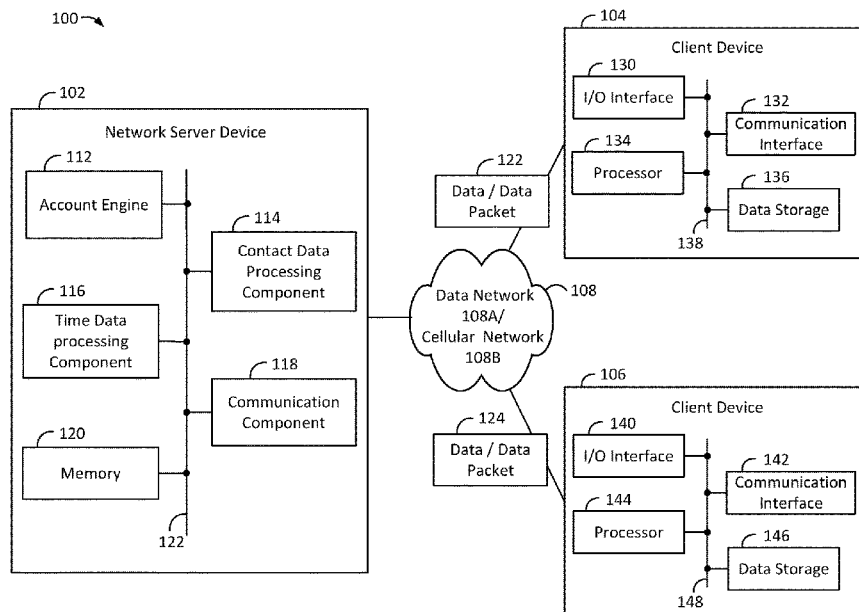 100
102
Network Server Device
112
Account Engine
114
Contact Data
Processing
Component
116
Time Data
processing
Component
118
Communication
Component
120
Memory
122
122
Data / Data
Packet
108
Data Network
108A/
Cellular Network
108B
124
Data / Data
Packet
104
Client Device
130
I/O Interface
132
Communication
Interface
134
Processor
136
Data Storage
138
106
Client Device
140
I/O Interface
142
Communication
Interface
144
Processor
146
Data Storage
148